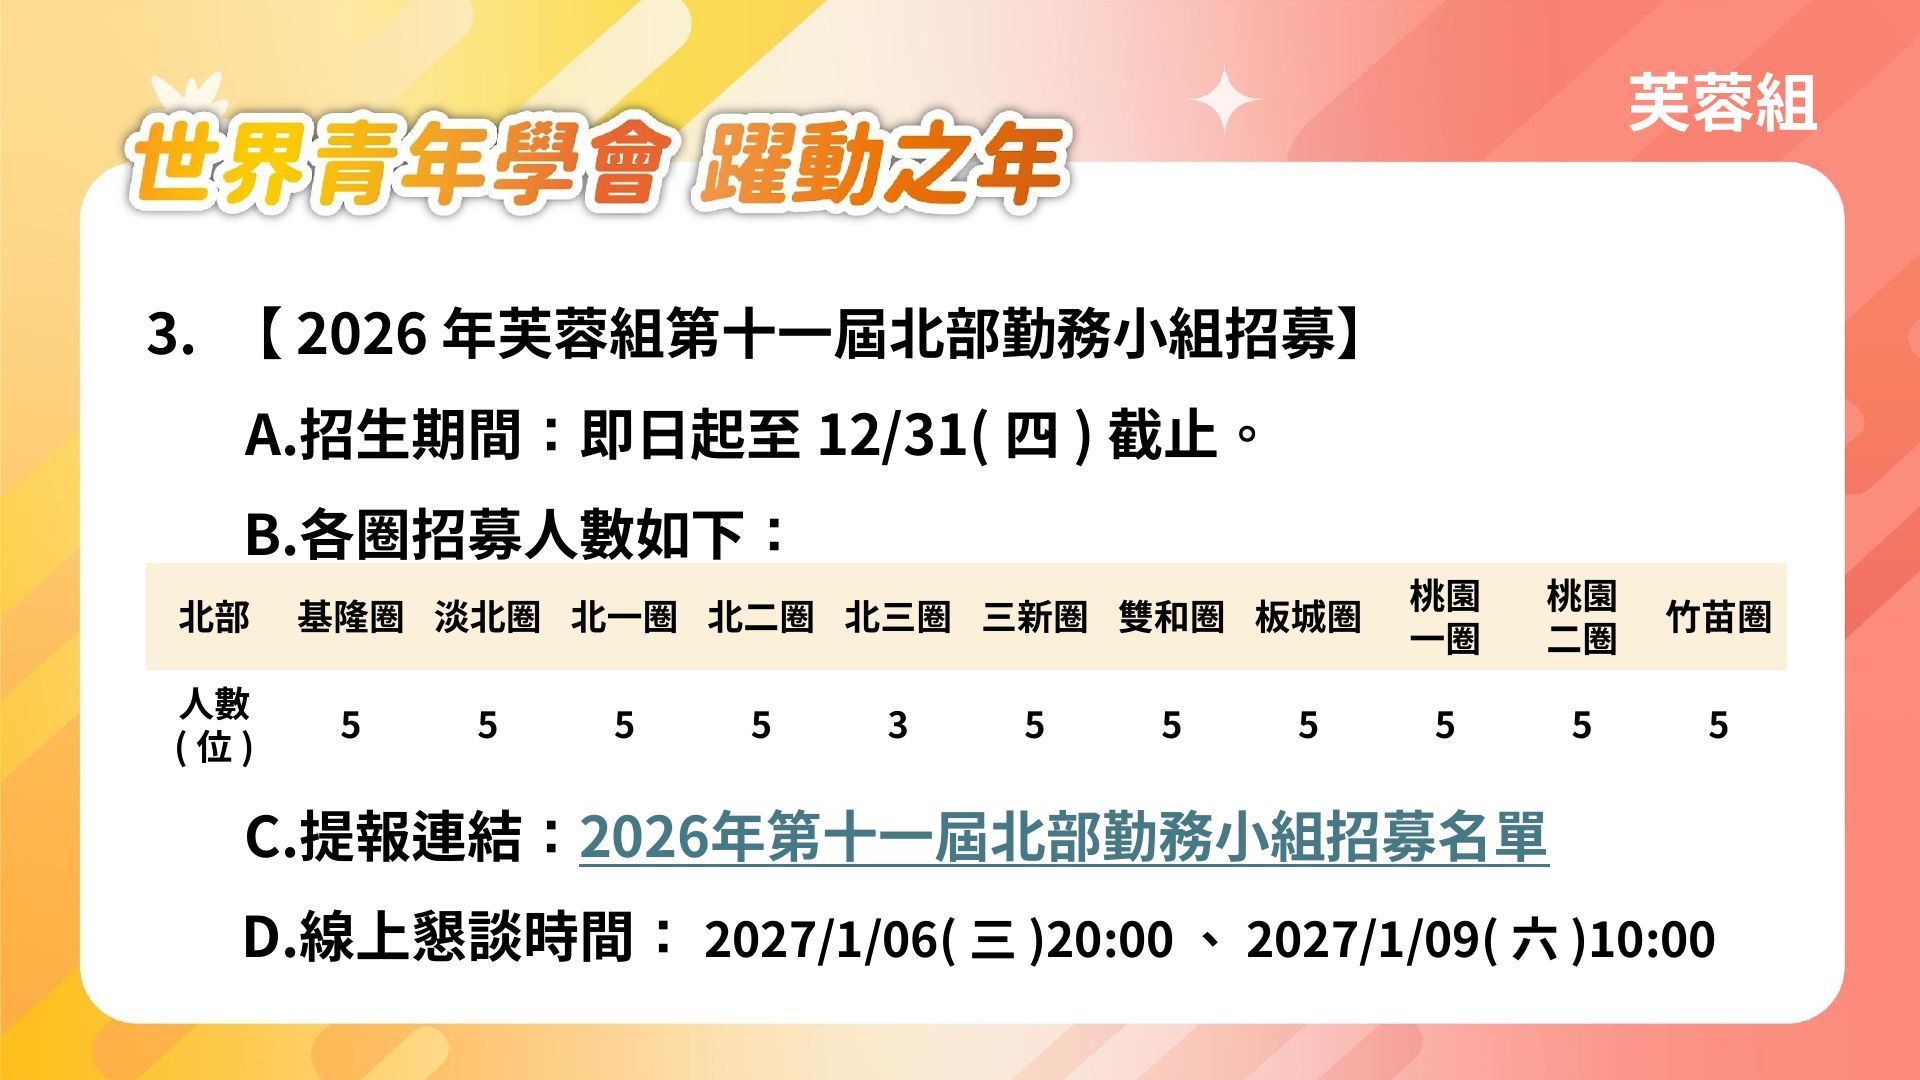 芙蓉組
世界青年學會 躍動之年
3. 【2026 年芙蓉組第十一屆北部勤務小組招募】
A.招生期間：即日起至 12/31( 四 ) 截止。
B.各圈招募人數如下：
北部 基隆圈 淡北圈 北一圈 北二圈 北三圈 三新圈 雙和圈 板城圈 桃園一圈 桃園二圈 竹苗圈
人數( 位 ) 5 5 5 5 3 5 5 5 5 5 5
C.提報連結：2026年第十一屆北部勤務小組招募名單
D.線上懇談時間： 2027/1/06( 三 )20:00 、 2027/1/09( 六 )10:00